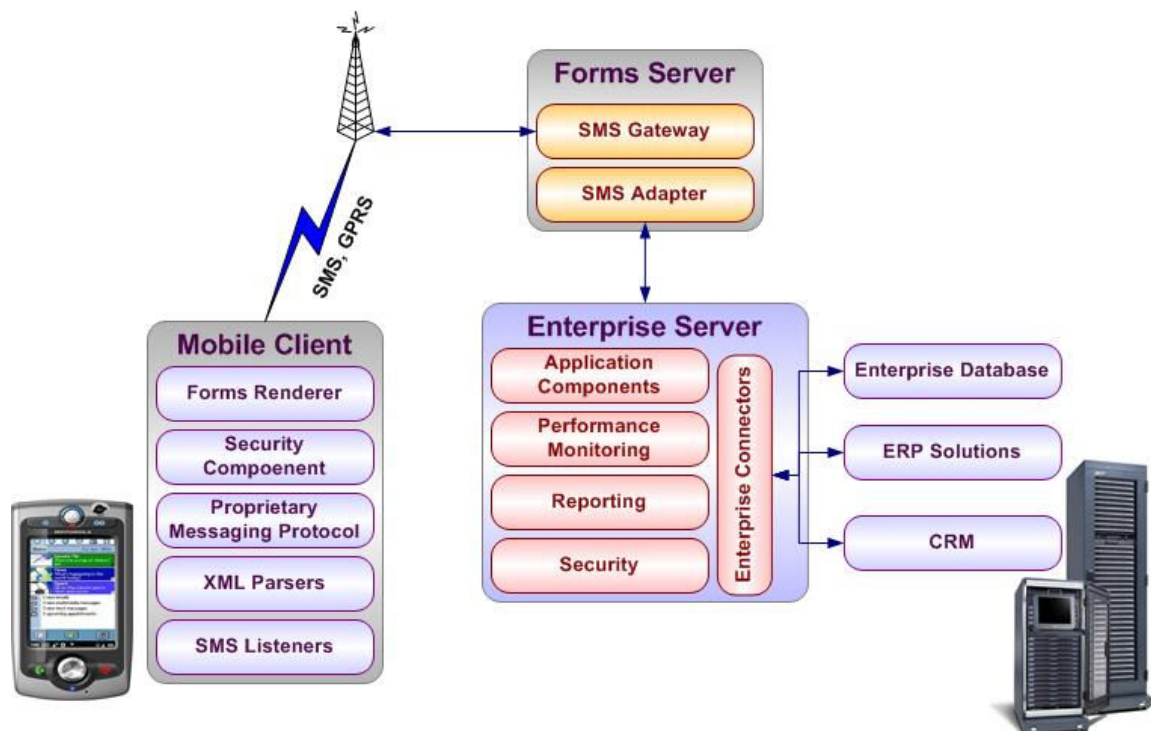 Forms Server
SMS Gateway
SMS Adapter
SMS, GPRS
Mobile Client
Forms Renderer
Security
Compoenent
Proprietary
Messaging Protocol
XML Parsers
SMS Listeners
Enterprise Server
Application
Components
Performance
Monitoring
Reporting
Security
Enterprise Connectors
Enterprise Database
ERP Solutions
CRM